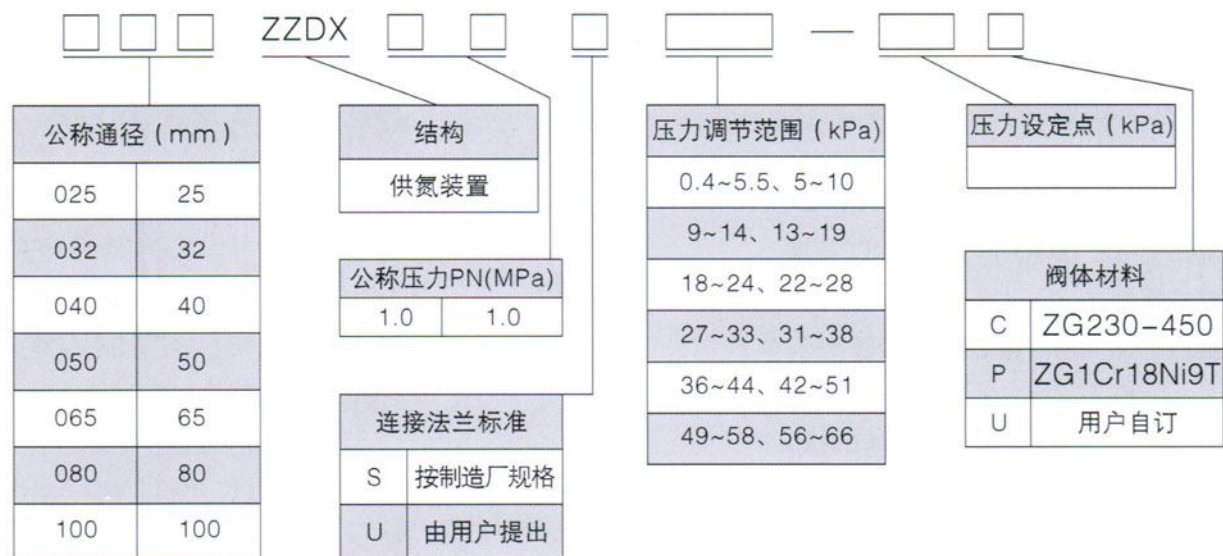 □ □ □ ZZDX □ □ □ □ — □ □
公称通径（mm）
025 25
032 32
040 40
050 50
065 65
080 80
100 100
结构
供氮装置
公称压力PN(MPa)
1.0 1.0
连接法兰标准
S 按制造厂规格
U 由用户提出
压力调节范围（kPa)
0.4~5.5、5~10
9~14、13~19
18~24、22~28
27~33、31~38
36~44、42~51
49~58、56~66
压力设定点（kPa)
阀体材料
C ZG230-450
P ZG1Cr18Ni9T
U 用户自订